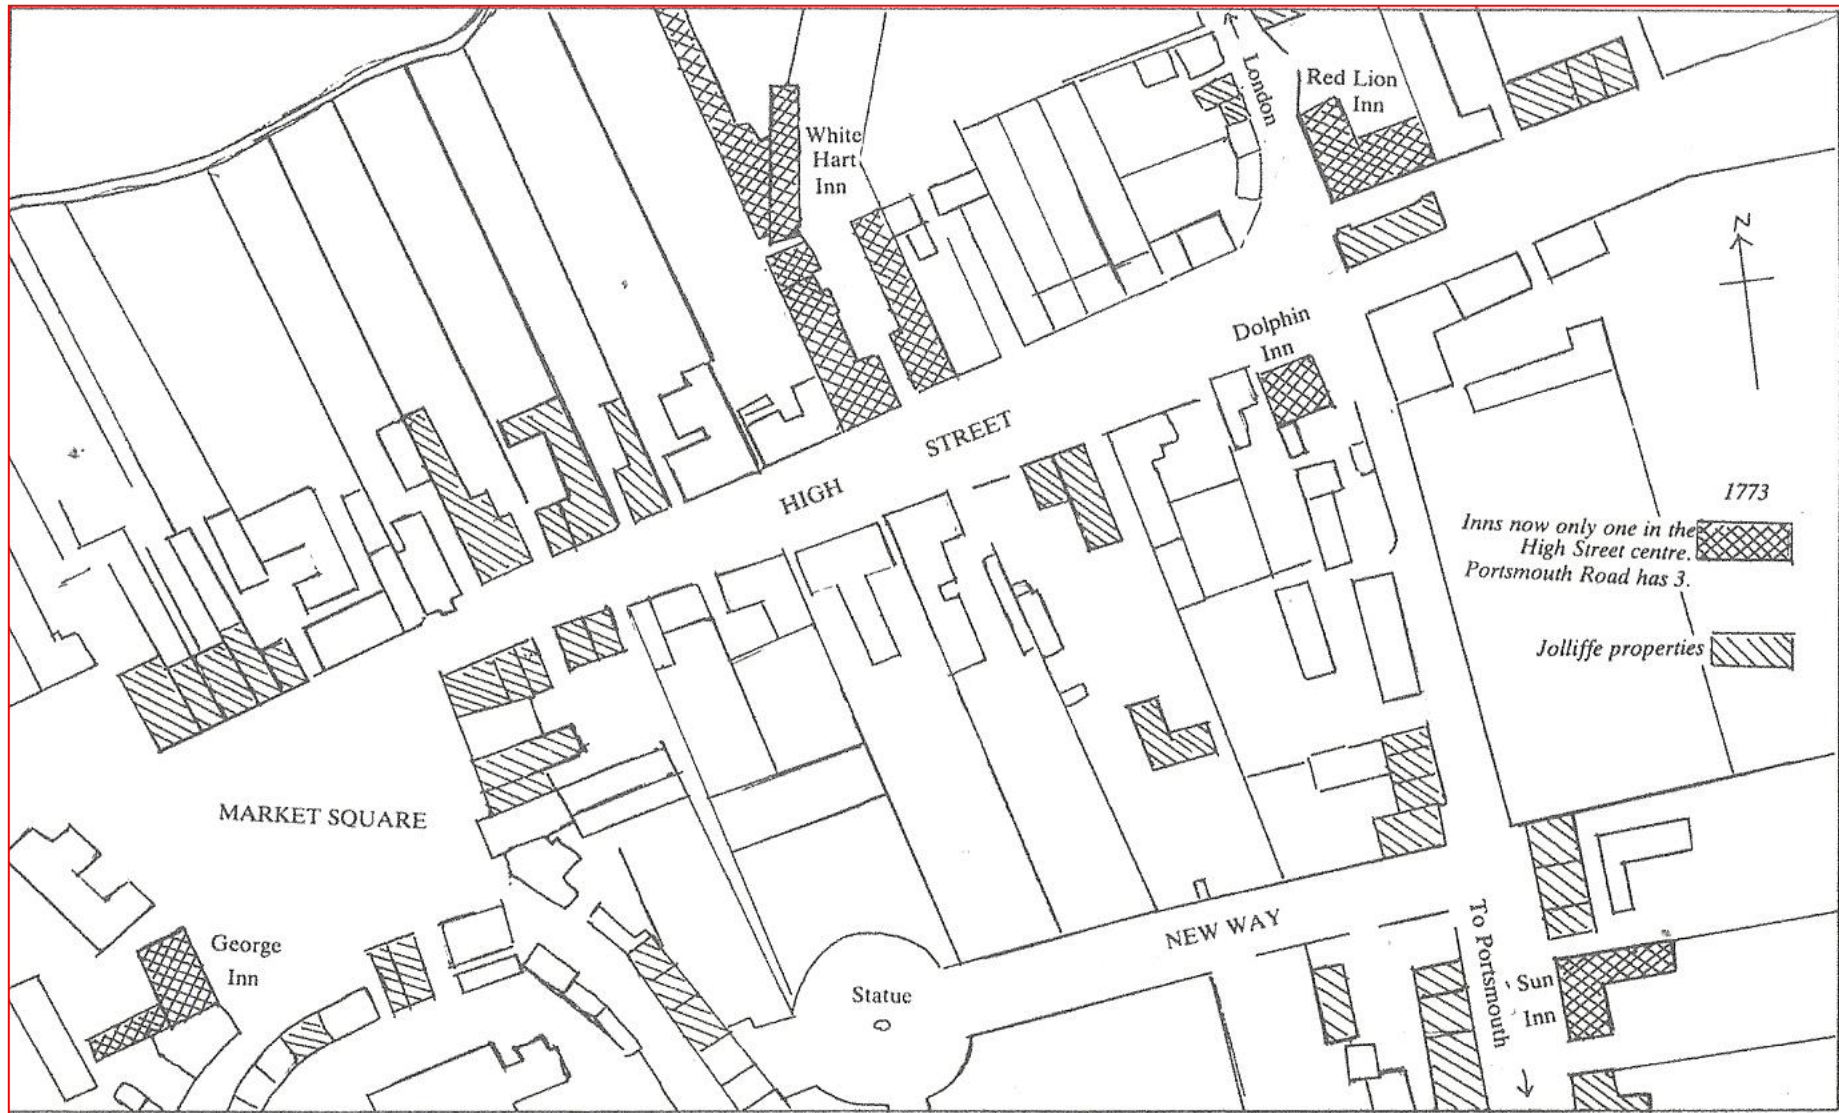 London
Red Lion
Inn
White
Hart
Inn
N
Dolphin
Inn
STREET
HIGH
1773
Inns now only one in the
High Street centre.
Portsmouth Road has 3.
Jolliffe properties
MARKET SQUARE
NEW WAY
George
Inn
To Portsmouth
Statue
Sun
Inn